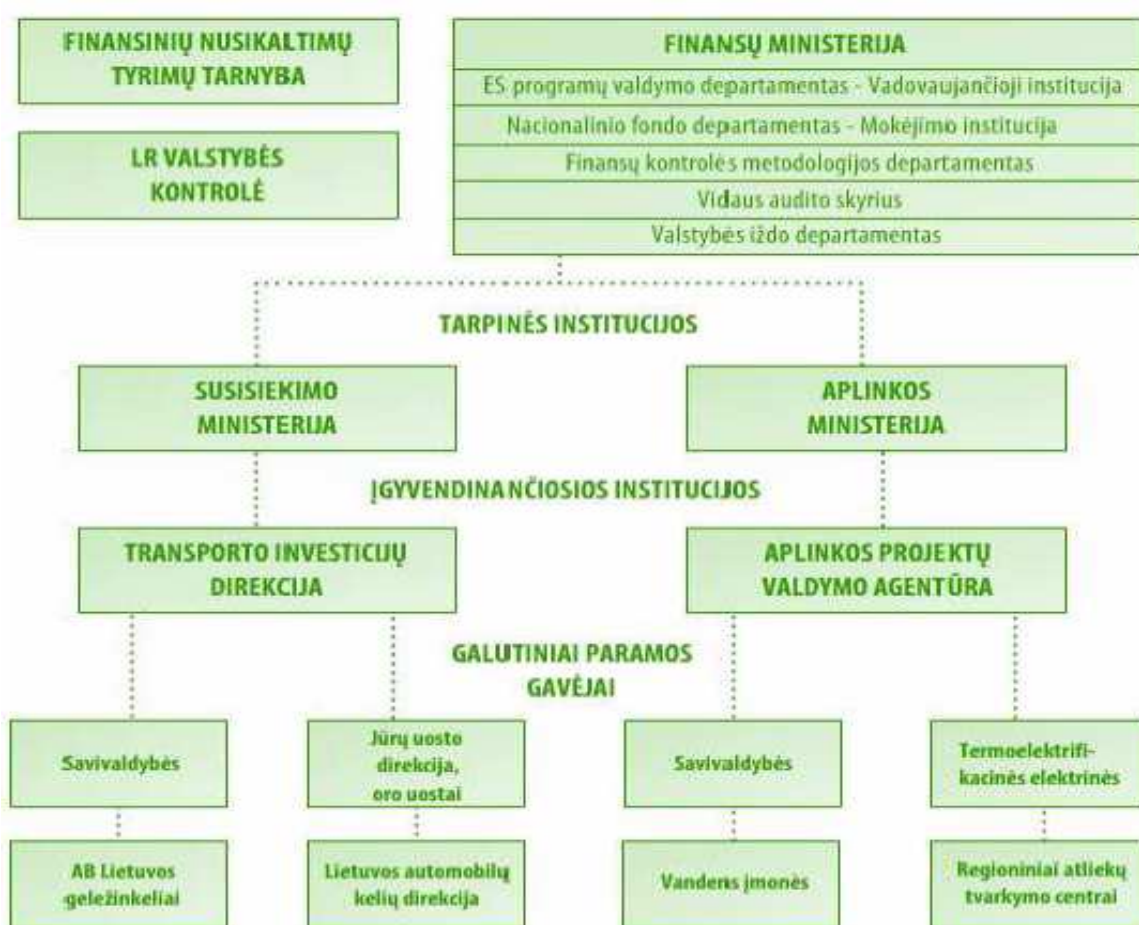 FINANSINIŲ NUSIKALTIMŲ
TYRIMŲ TARNYBA
LR VALSTYBĖS
KONTROLĖ
FINANSŲ MINISTERIJA
ES programų valdymo departamentas - Vadovaujančioji institucija
Nacionalinio fondo departamentas - Mokėjimo institucija
Finansų kontrolės metodologijos departamentas
Vidaus audito skyrius
Valstybės iždo departamentas
TARPINĖS INSTITUCIJOS
SUSISIEKIMO
MINISTERIJA
APLINKOS
MINISTERIJA
ĮGYVENDINANČIOSIOS INSTITUCIJOS
TRANSPORTO INVESTICIJŲ
DIREKCIJA
APLINKOS PROJEKTŲ
VALDYMO AGENTŪRA
GALUTINIAI PARAMOS
GAVĖJAI
Savivaldybės
Jūrų uosto
direkcija,
oro uostai
Savivaldybės
Termoelektrifi-
kacinės elektrinės
AB Lietuvos
geležinkeliai
Lietuvos automobilų
kelių direkcija
Vandens įmonės
Regioniniai atliekų
tvarkymo centrai